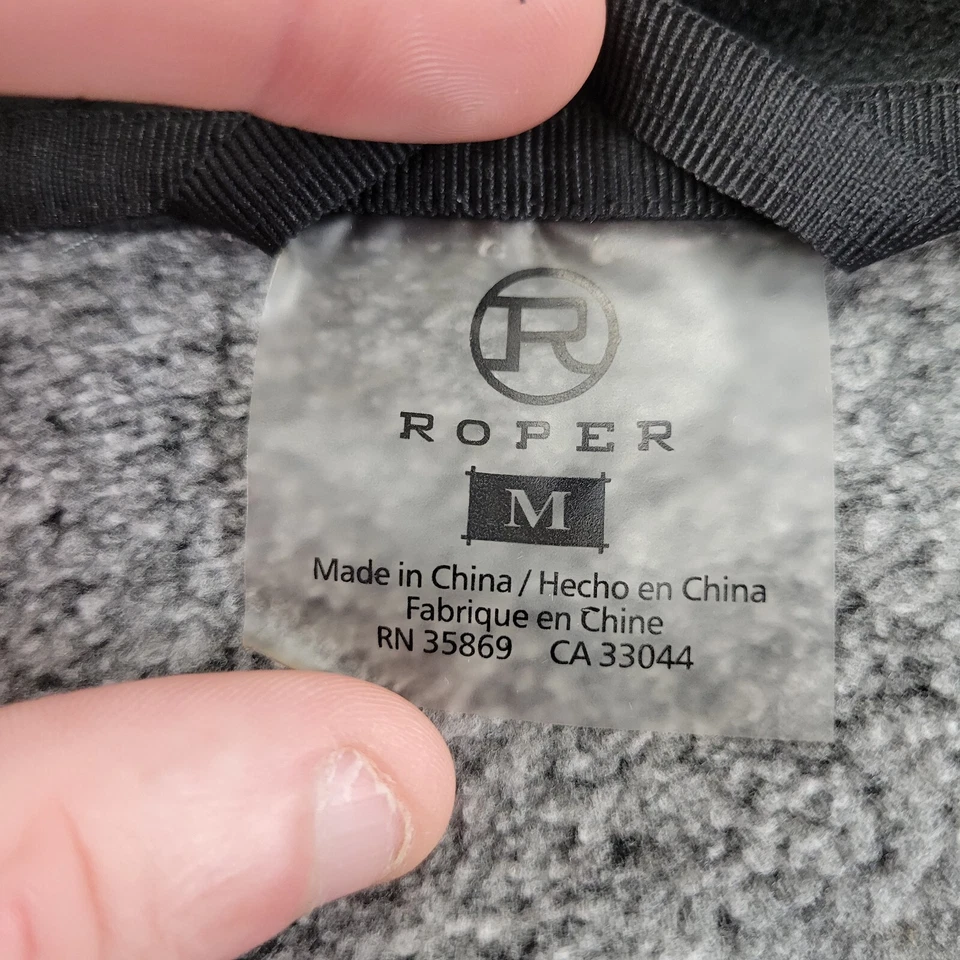 R
ROPER
M
Made in China / Hecho en China
Fabrique en Chine
RN 35869 CA 33044